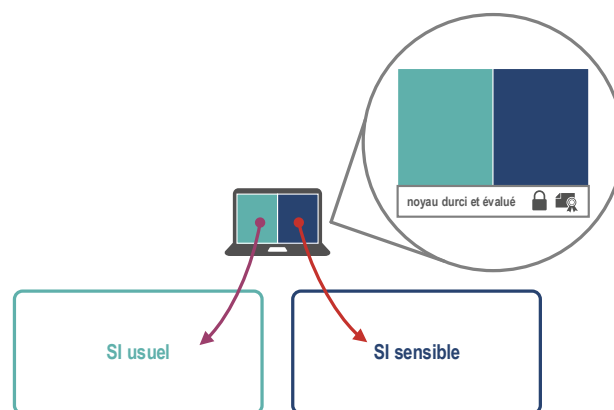 noyau durci et évalué
SI usuel
SI sensible